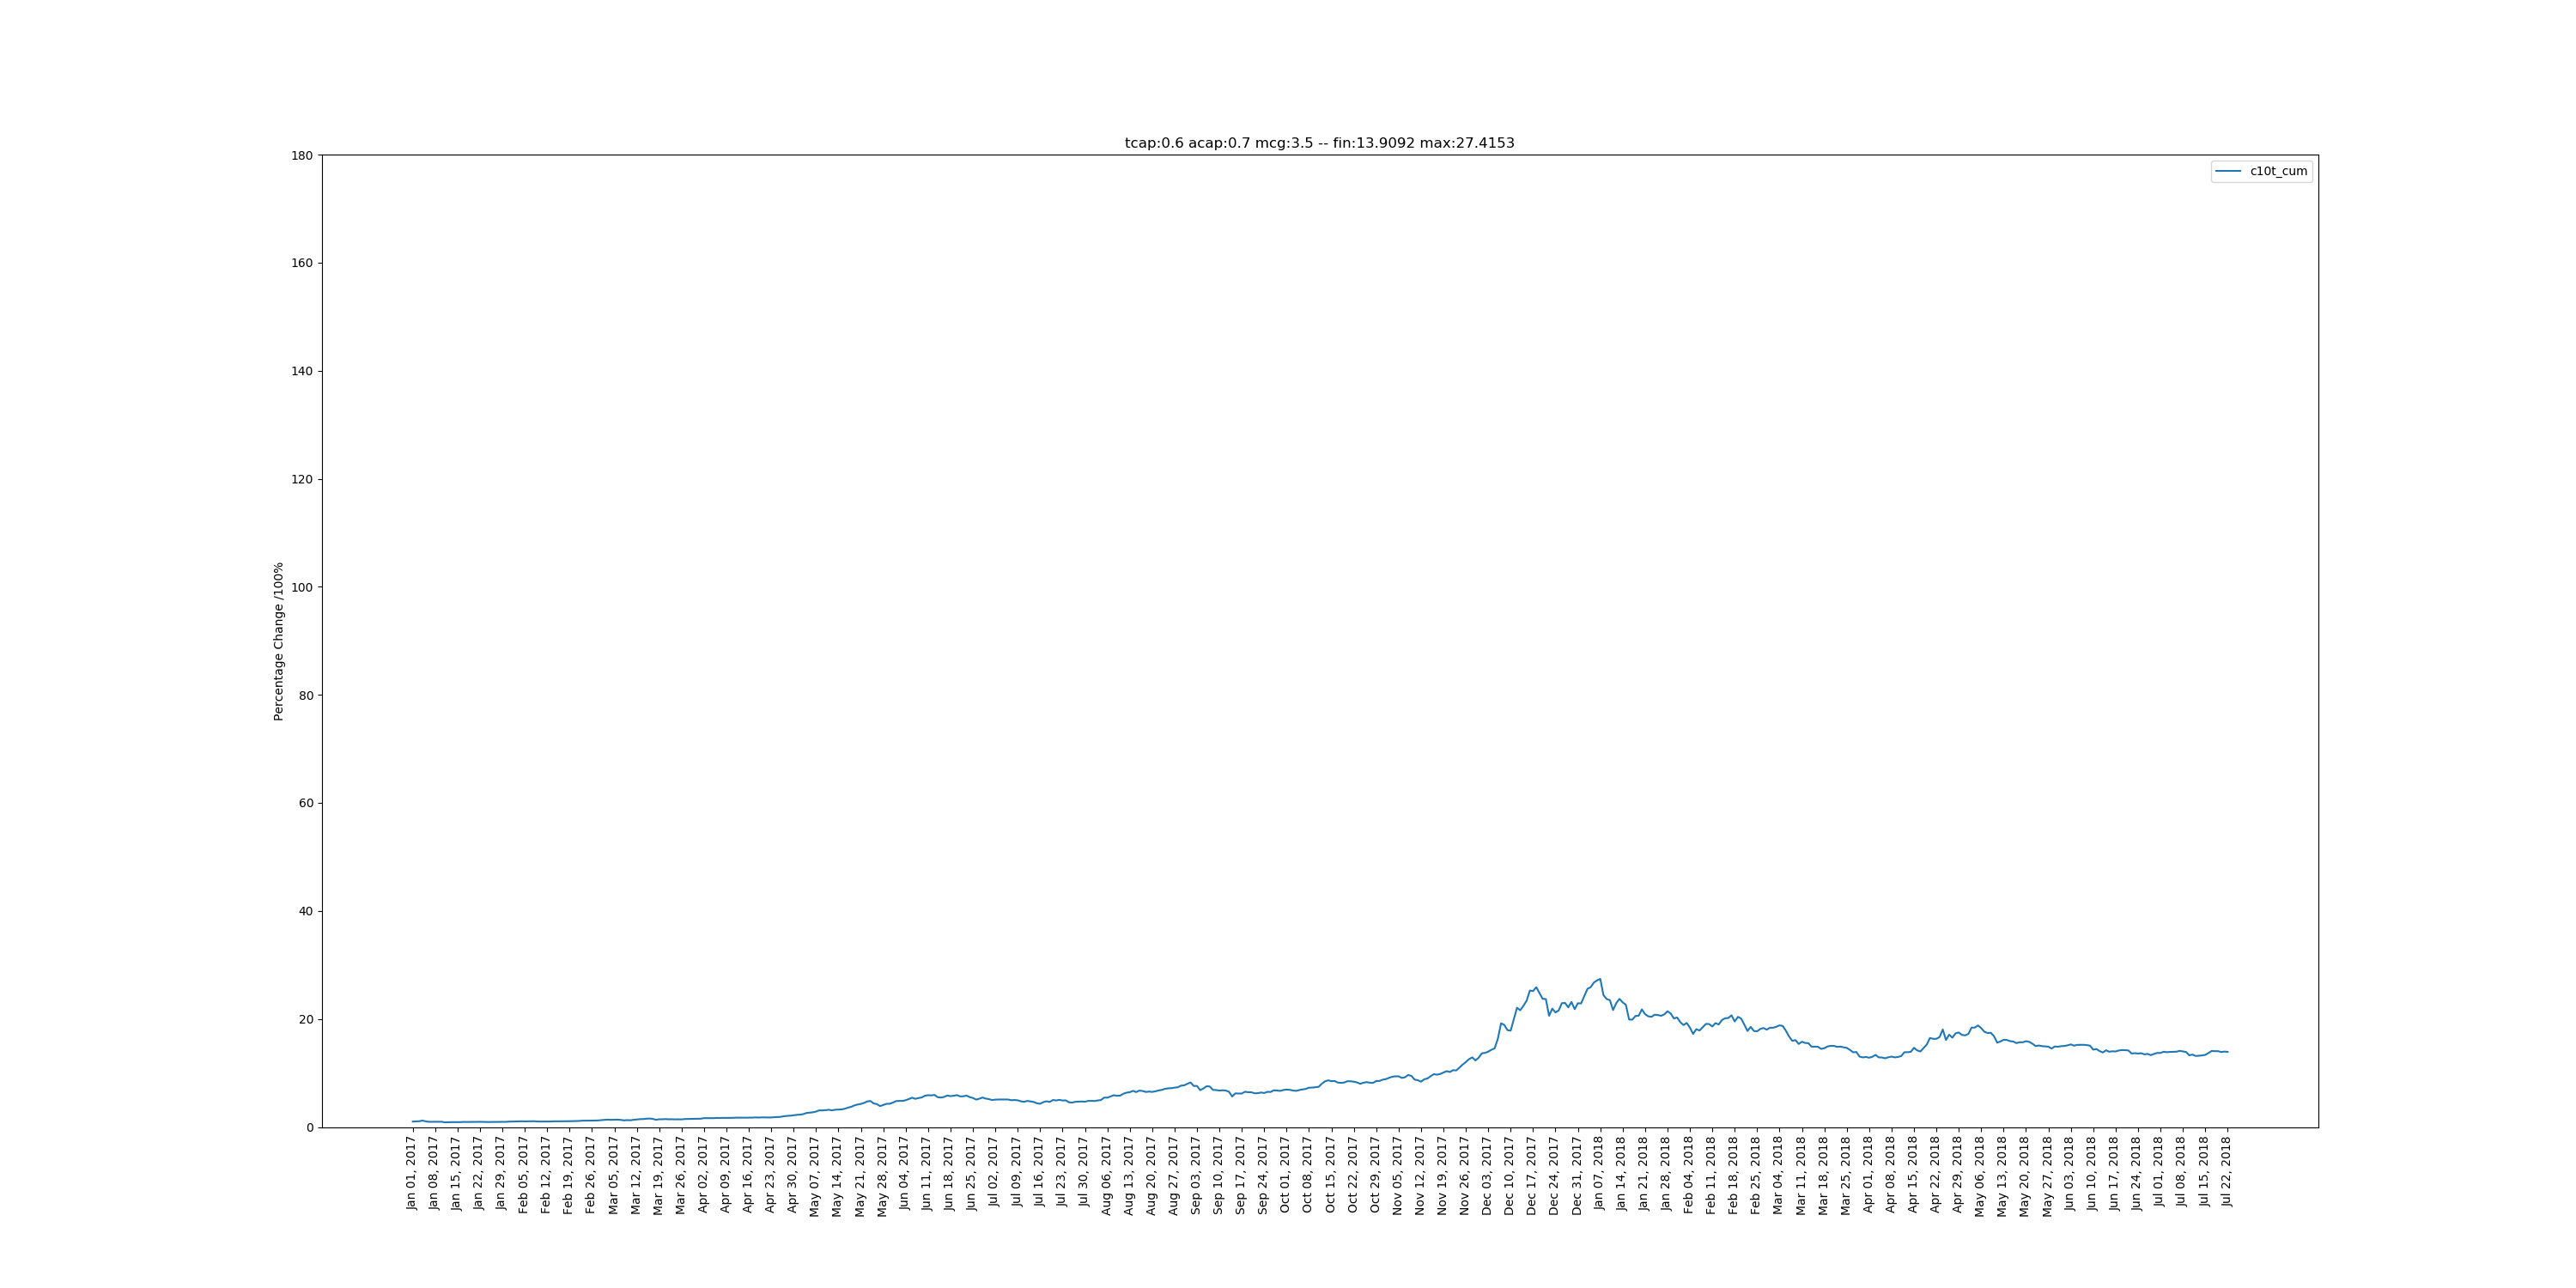 tcap:0.6 acap:0.7 mcg:3.5 -- fin:13.9092 max:27.4153
c10t_cum
Percentage Change /100%
180
160
140
120
100
80
60
40
20
0
Jan 01, 2017
Jan 08, 2017
Jan 15, 2017
Jan 22, 2017
Jan 29, 2017
Feb 05, 2017
Feb 12, 2017
Feb 19, 2017
Feb 26, 2017
Mar 05, 2017
Mar 12, 2017
Mar 19, 2017
Mar 26, 2017
Apr 02, 2017
Apr 09, 2017
Apr 16, 2017
Apr 23, 2017
Apr 30, 2017
May 07, 2017
May 14, 2017
May 21, 2017
May 28, 2017
Jun 04, 2017
Jun 11, 2017
Jun 18, 2017
Jun 25, 2017
Jul 02, 2017
Jul 09, 2017
Jul 16, 2017
Jul 23, 2017
Jul 30, 2017
Aug 06, 2017
Aug 13, 2017
Aug 20, 2017
Aug 27, 2017
Sep 03, 2017
Sep 10, 2017
Sep 17, 2017
Sep 24, 2017
Oct 01, 2017
Oct 08, 2017
Oct 15, 2017
Oct 22, 2017
Oct 29, 2017
Nov 05, 2017
Nov 12, 2017
Nov 19, 2017
Nov 26, 2017
Dec 03, 2017
Dec 10, 2017
Dec 17, 2017
Dec 24, 2017
Dec 31, 2017
Jan 07, 2018
Jan 14, 2018
Jan 21, 2018
Jan 28, 2018
Feb 04, 2018
Feb 11, 2018
Feb 18, 2018
Feb 25, 2018
Mar 04, 2018
Mar 11, 2018
Mar 18, 2018
Mar 25, 2018
Apr 01, 2018
Apr 08, 2018
Apr 15, 2018
Apr 22, 2018
Apr 29, 2018
May 06, 2018
May 13, 2018
May 20, 2018
May 27, 2018
Jun 03, 2018
Jun 10, 2018
Jun 17, 2018
Jun 24, 2018
Jul 01, 2018
Jul 08, 2018
Jul 15, 2018
Jul 22, 2018